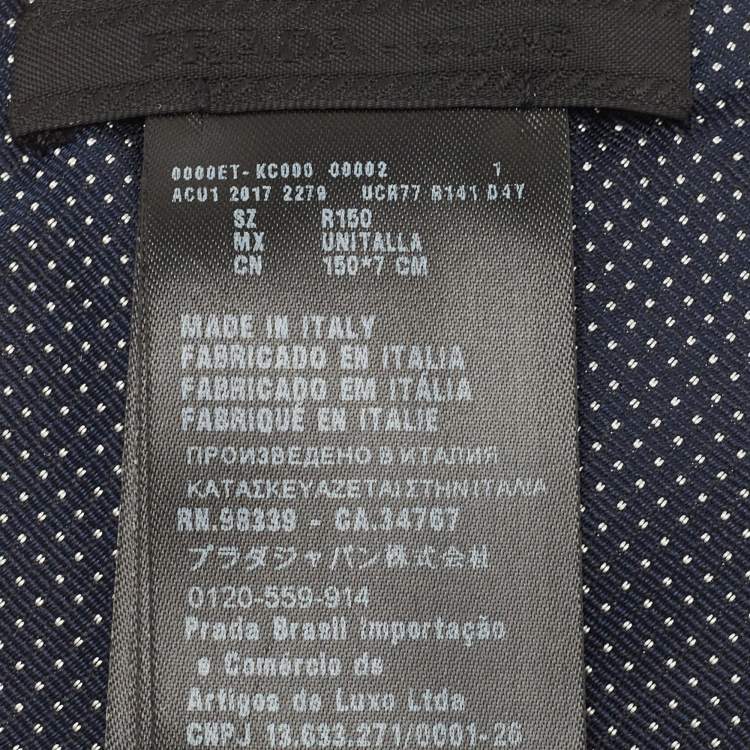 PRADA - MILANO
0000ET-KC000 00002 1
ACU1 2017 2279 UCR77 R141 D4Y
SZ R150
MX UNITALLA
CN 150*7 CM
MADE IN ITALY
FABRICADO EN ITALIA
FABRICADO EM ITÁLIA
FABRIQUÉ EN ITALIE
ПРОИЗВЕДЕНО В ИТАЛИЯ
ΚΑΤΑΣΚΕΥΑΖΕΤΑΙ ΣΤΗΝ ΙΤΑΛΙΑ
RN.98339 - CA.34767
プラダジャパン株式会社
0120-559-914
Prada Brasil Importação
e Comércio de
Artigos de Luxo Ltda
CNPJ 13.633.271/0001-26